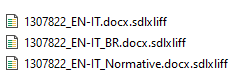 1307822_EN-IT.docx.sdlxliff
1307822_EN-IT_BR.docx.sdlxliff
1307822_EN-IT_Normative.docx.sdlxliff